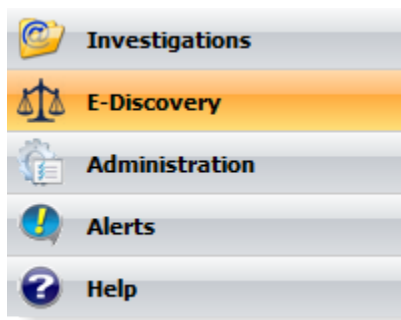 Investigations
E-Discovery
Administration
Alerts
Help